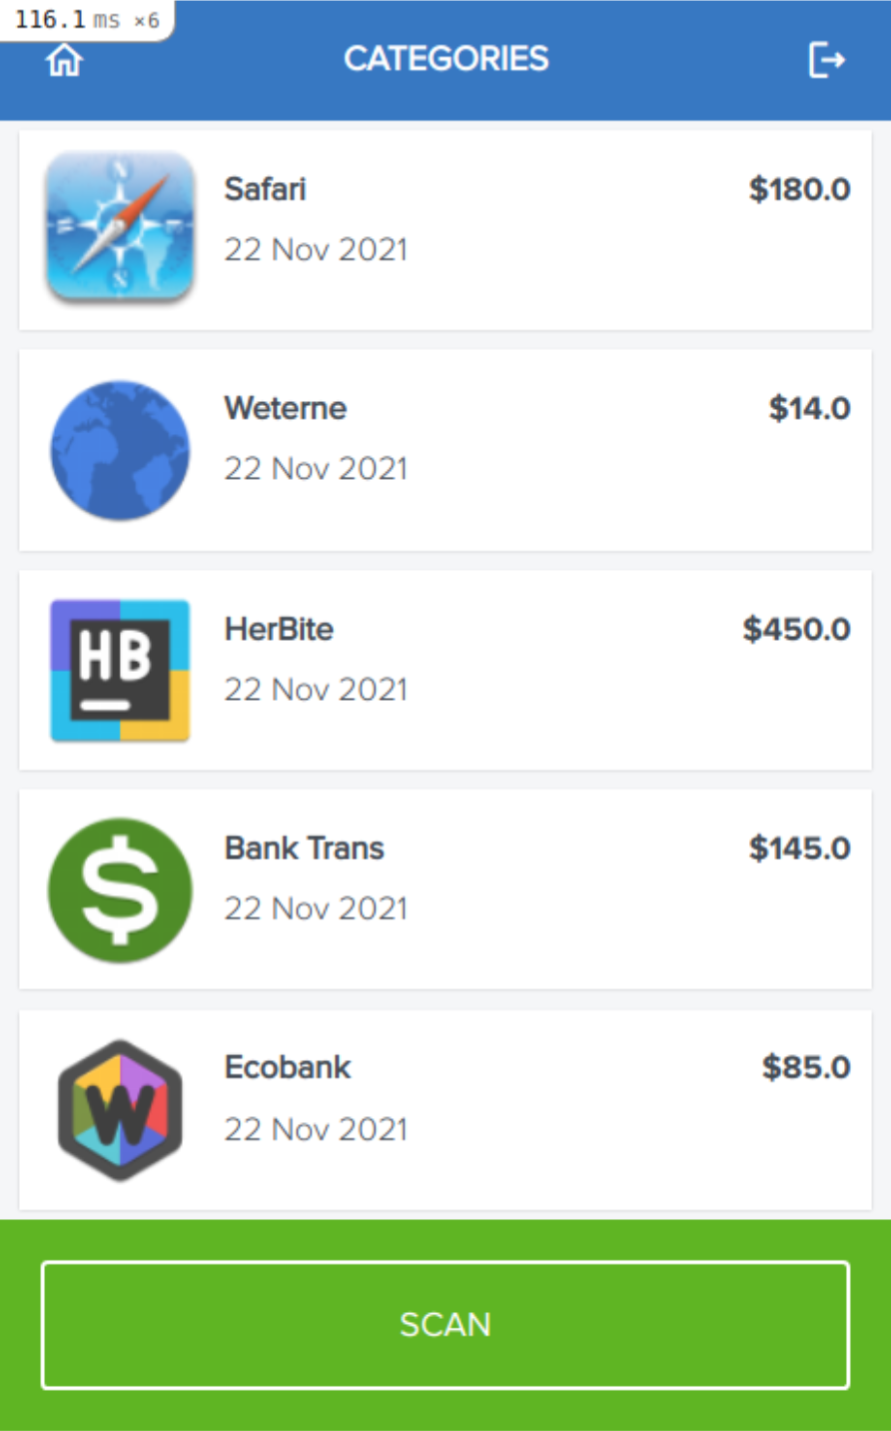 116.1 ms ×6
CATEGORIES
Safari $180.0
22 Nov 2021
N
S
Weterne $14.0
22 Nov 2021
HB
HerBite $450.0
22 Nov 2021
$
Bank Trans $145.0
22 Nov 2021
W
Ecobank $85.0
22 Nov 2021
SCAN